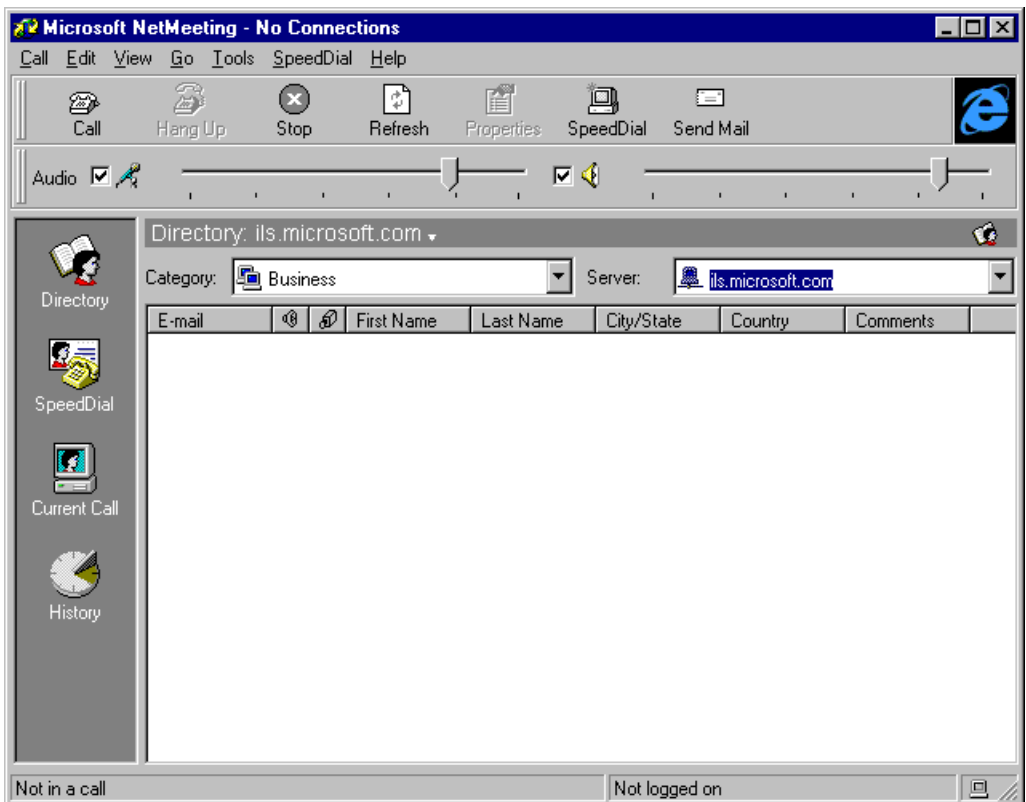 Microsoft NetMeeting - No Connections
Call Edit View Go Tools SpeedDial Help
Call Hang Up Stop Refresh Properties SpeedDial Send Mail
Audio
Directory: ils.microsoft.com
Category: Business Server: ils.microsoft.com
E-mail First Name Last Name City/State Country Comments
Directory
SpeedDial
Current Call
History
Not in a call Not logged on